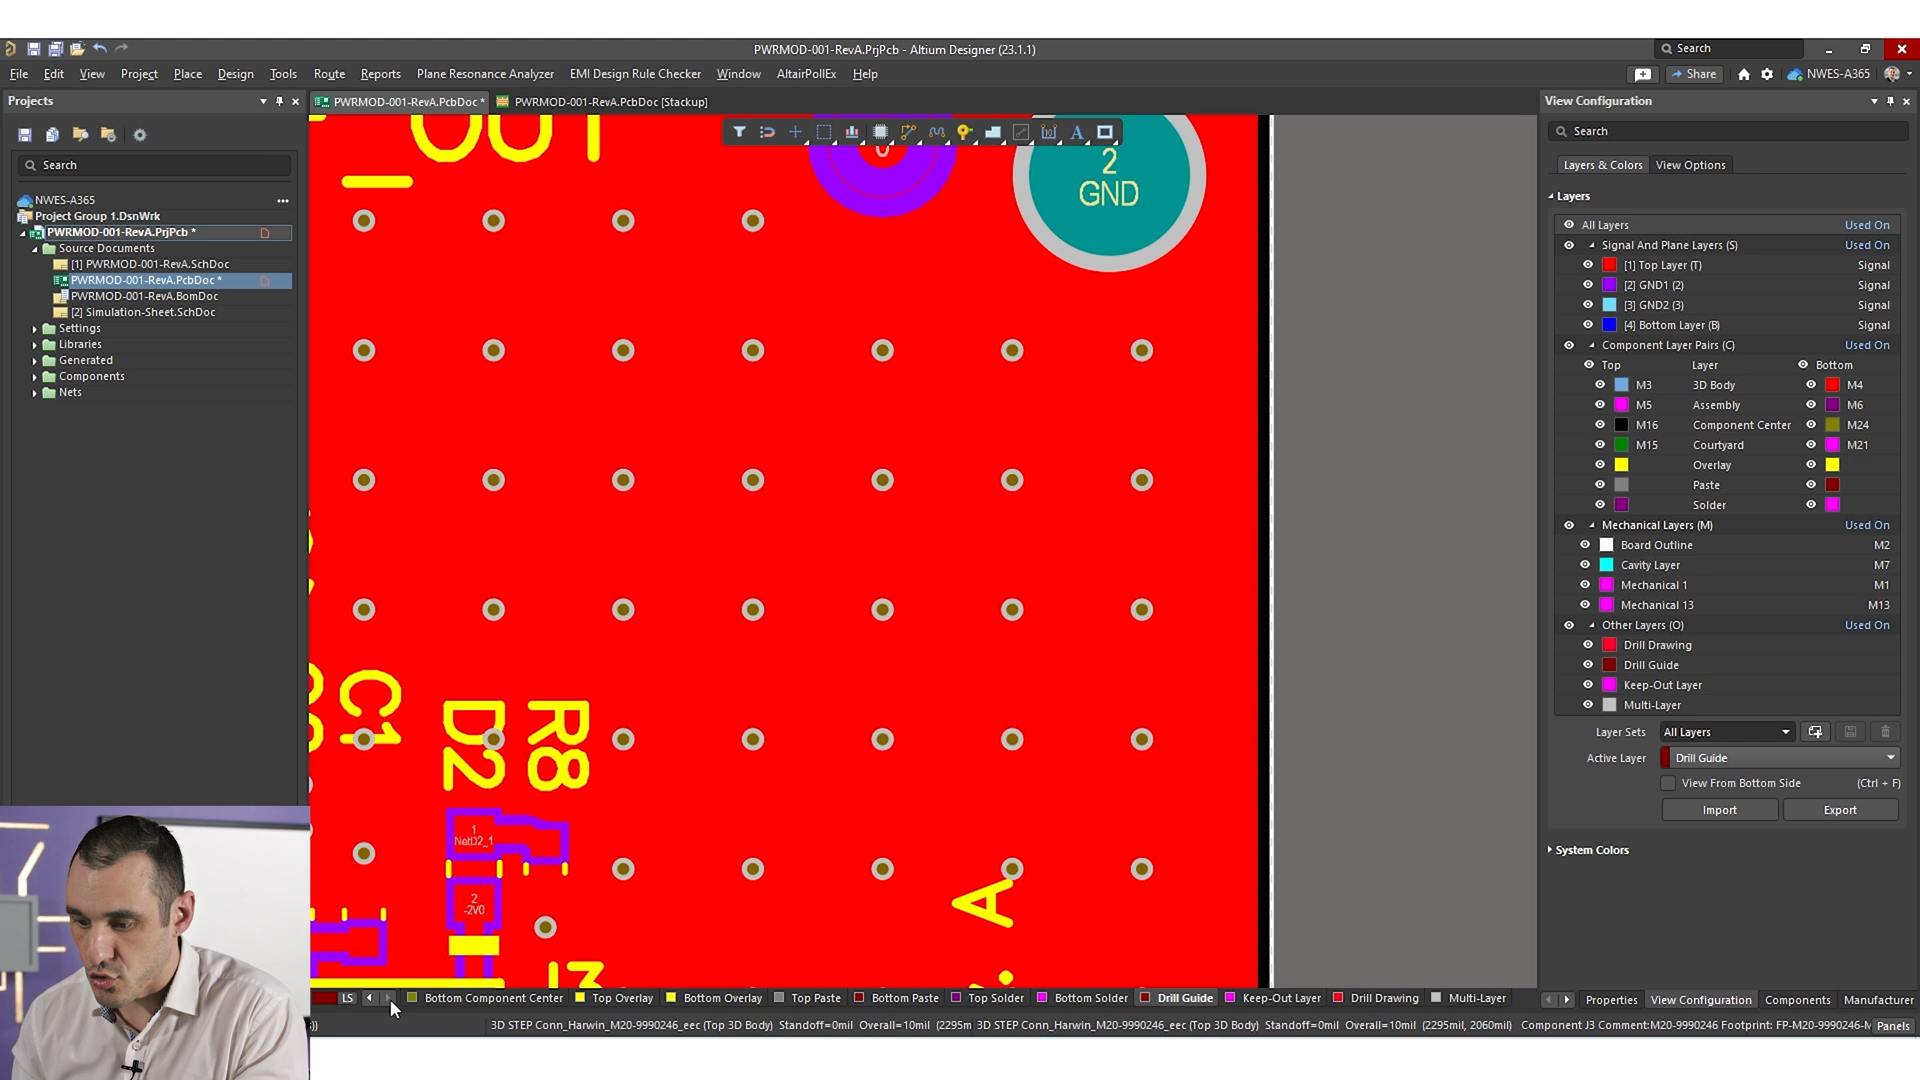 PWRMOD-001-RevA.PrjPcb - Altium Designer (23.1.1)
Search
File Edit View Project Place Design Tools Route Reports Plane Resonance Analyzer EMI Design Rule Checker Window AltairPollEx Help
Share
NWES-A365
Projects
PWRMOD-001-RevA.PcbDoc *
PWRMOD-001-RevA.PcbDoc [Stackup]
Search
NWES-A365
Project Group 1.DsnWrk
PWRMOD-001-RevA.PrjPcb *
Source Documents
[1] PWRMOD-001-RevA.SchDoc
PWRMOD-001-RevA.PcbDoc *
PWRMOD-001-RevA.BomDoc
[2] Simulation-Sheet.SchDoc
Settings
Libraries
Generated
Components
Nets
OUT
2
GND
C1
D2
R8
1
NetD2_1
2
-2V0
A
View Configuration
Search
Layers & Colors View Options
Layers
All Layers Used On
Signal And Plane Layers (S) Used On
[1] Top Layer (T) Signal
[2] GND1 (2) Signal
[3] GND2 (3) Signal
[4] Bottom Layer (B) Signal
Component Layer Pairs (C) Used On
Top Layer Bottom
M3 3D Body M4
M5 Assembly M6
M16 Component Center M24
M15 Courtyard M21
Overlay
Paste
Solder
Mechanical Layers (M) Used On
Board Outline M2
Cavity Layer M7
Mechanical 1 M1
Mechanical 13 M13
Other Layers (O) Used On
Drill Drawing
Drill Guide
Keep-Out Layer
Multi-Layer
Layer Sets All Layers
Active Layer Drill Guide
View From Bottom Side (Ctrl + F)
Import Export
System Colors
LS Bottom Component Center Top Overlay Bottom Overlay Top Paste Bottom Paste Top Solder Bottom Solder Drill Guide Keep-Out Layer Drill Drawing Multi-Layer
Properties View Configuration Components Manufacturer
3D STEP Conn_Harwin_M20-9990246_eec (Top 3D Body) Standoff=0mil Overall=10mil (2295m 3D STEP Conn_Harwin_M20-9990246_eec (Top 3D Body) Standoff=0mil Overall=10mil (2295mil, 2060mil) Component J3 Comment:M20-9990246 Footprint: FP-M20-9990246-M
Panels